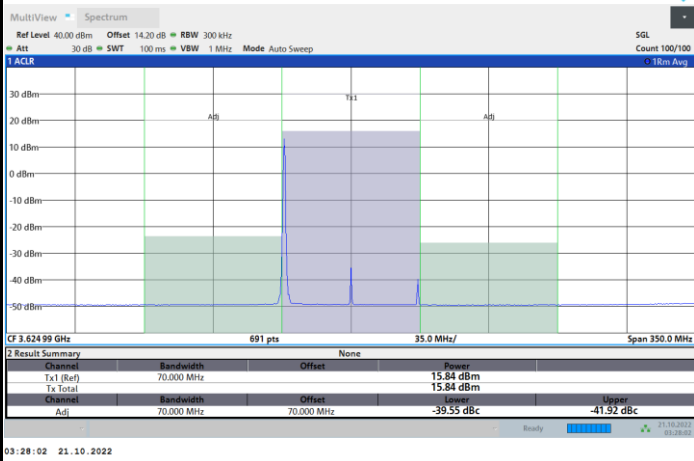 MultiView Spectrum
Ref Level 40.00 dBm Offset 14.20 dB RBW 300 kHz SGL
Att 30 dB SWT 100 ms VBW 1 MHz Mode Auto Sweep Count 100/100
1 ACLR 1Rm Avg
30 dBm
Tx1
20 dBm Adj Adj
10 dBm
0 dBm
-10 dBm
-20 dBm
-30 dBm
-40 dBm
-50 dBm
CF 3.624 99 GHz 691 pts 35.0 MHz/ Span 350.0 MHz
2 Result Summary None
Channel Bandwidth Offset Power
Tx1 (Ref) 70.000 MHz 15.84 dBm
Tx Total 15.84 dBm
Channel Bandwidth Offset Lower Upper
Adj 70.000 MHz 70.000 MHz -39.55 dBc -41.92 dBc
Ready 21.10.2022
03:28:02
03:28:02 21.10.2022